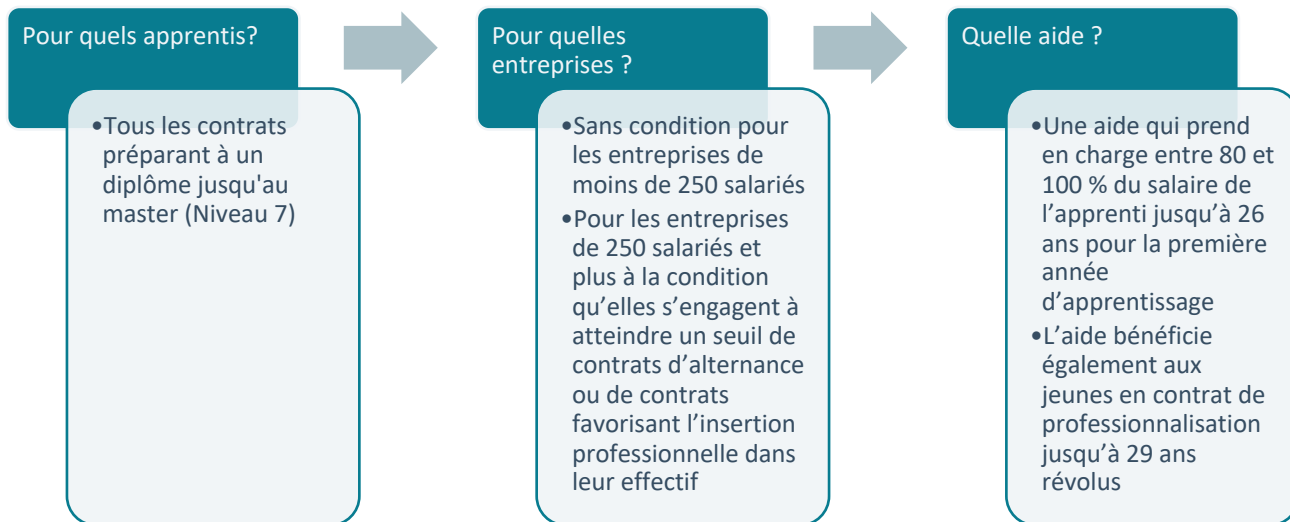 Pour quels apprentis?
•Tous les contrats
préparant à un
diplôme jusqu'au
master (Niveau 7)
Pour quelles
entreprises ?
•Sans condition pour
les entreprises de
moins de 250 salariés
•Pour les entreprises
de 250 salariés et
plus à la condition
qu’elles s’engagent à
atteindre un seuil de
contrats d’alternance
ou de contrats
favorisant l’insertion
professionnelle dans
leur effectif
Quelle aide ?
•Une aide qui prend
en charge entre 80 et
100 % du salaire de
l’apprenti jusqu’à 26
ans pour la première
année
d’apprentissage
•L’aide bénéficie
également aux
jeunes en contrat de
professionnalisation
jusqu’à 29 ans
révolus